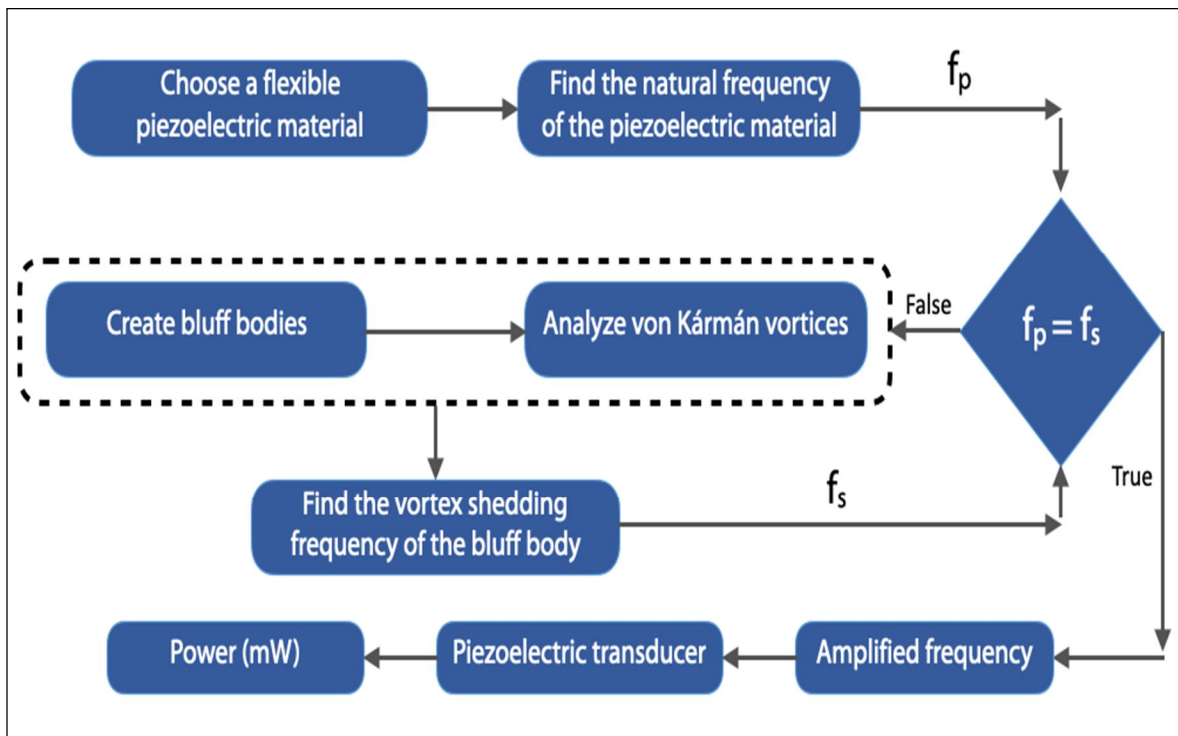 Choose a flexible
piezoelectric material
Find the natural frequency
of the piezoelectric material
fₚ
Create bluff bodies
Analyze von Kármán vortices
False
fₚ = fₛ
True
Find the vortex shedding
frequency of the bluff body
fₛ
Power (mW)
Piezoelectric transducer
Amplified frequency